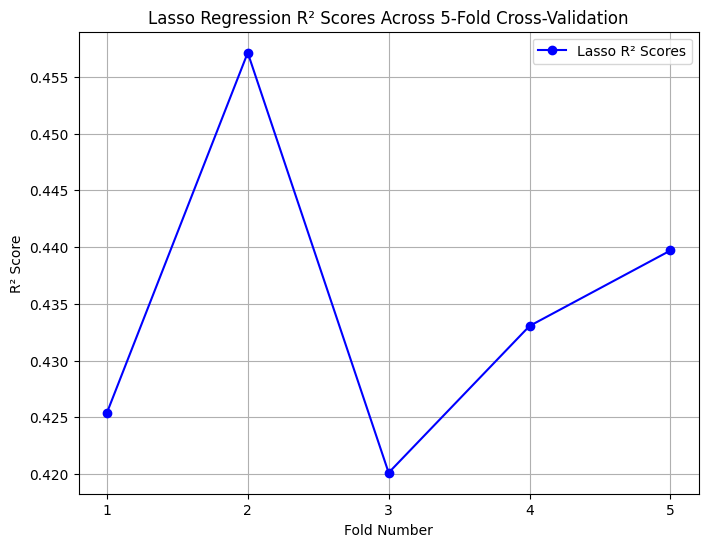 Lasso Regression R² Scores Across 5-Fold Cross-Validation
Lasso R² Scores
R² Score
0.455
0.450
0.445
0.440
0.435
0.430
0.425
0.420
1 2 3 4 5
Fold Number